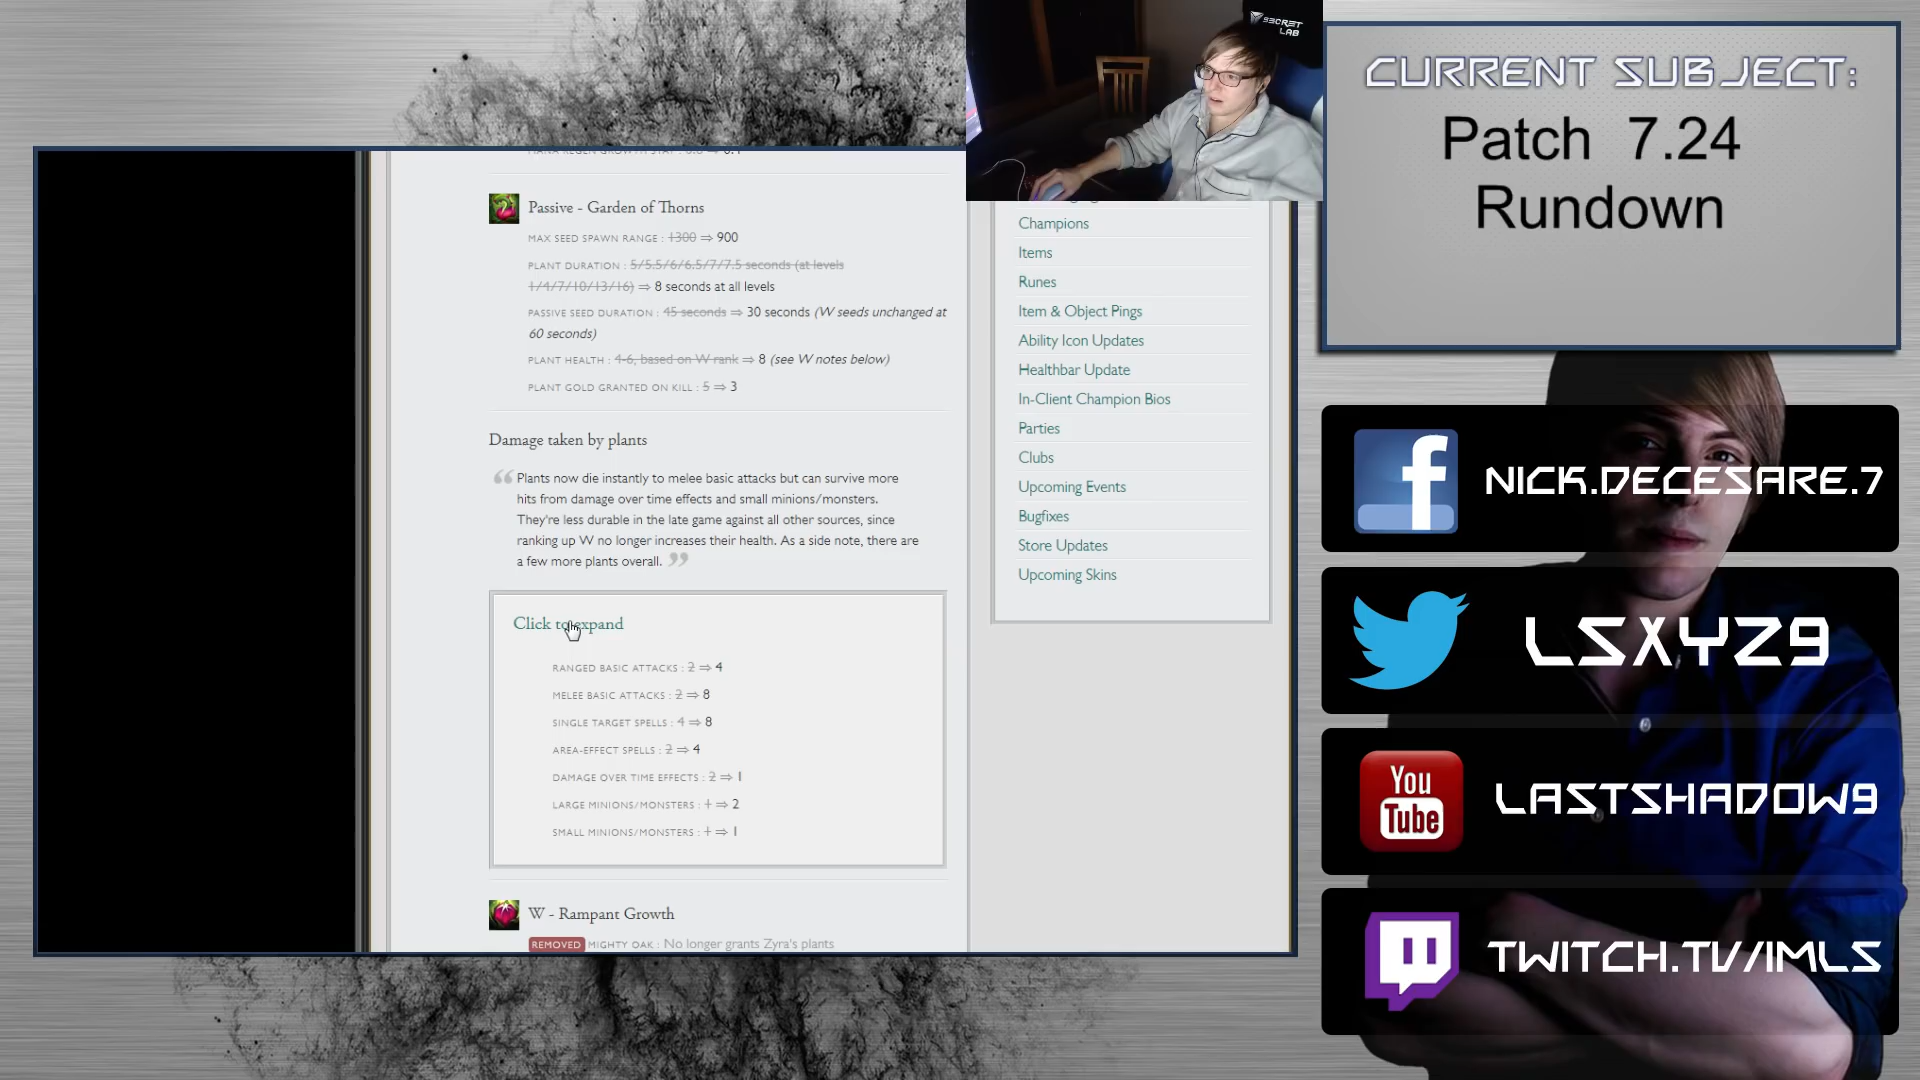 Passive - Garden of Thorns
MAX SEED SPAWN RANGE : 1300 ⇒ 900
PLANT DURATION : 5/5.5/6/6.5/7/7.5 seconds (at levels
1/4/7/10/13/16) ⇒ 8 seconds at all levels
PASSIVE SEED DURATION : 45 seconds ⇒ 30 seconds (W seeds unchanged at
60 seconds)
PLANT HEALTH : 4-6, based on W rank ⇒ 8 (see W notes below)
PLANT GOLD GRANTED ON KILL : 5 ⇒ 3
Damage taken by plants
“ Plants now die instantly to melee basic attacks but can survive more
hits from damage over time effects and small minions/monsters.
They're less durable in the late game against all other sources, since
ranking up W no longer increases their health. As a side note, there are
a few more plants overall. ”
Click to expand
RANGED BASIC ATTACKS : 2 ⇒ 4
MELEE BASIC ATTACKS : 2 ⇒ 8
SINGLE TARGET SPELLS : 4 ⇒ 8
AREA-EFFECT SPELLS : 2 ⇒ 4
DAMAGE OVER TIME EFFECTS : 2 ⇒ 1
LARGE MINIONS/MONSTERS : 1 ⇒ 2
SMALL MINIONS/MONSTERS : 1 ⇒ 1
W - Rampant Growth
REMOVED MIGHTY OAK : No longer grants Zyra's plants
SECRET
LAB
Champions
Items
Runes
Item & Object Pings
Ability Icon Updates
Healthbar Update
In-Client Champion Bios
Parties
Clubs
Upcoming Events
Bugfixes
Store Updates
Upcoming Skins
CURRENT SUBJECT:
Patch 7.24
Rundown
NICK.DECESARE.7
LSXYZ9
You
Tube
LASTSHADOW9
TWITCH.TV/IMLS